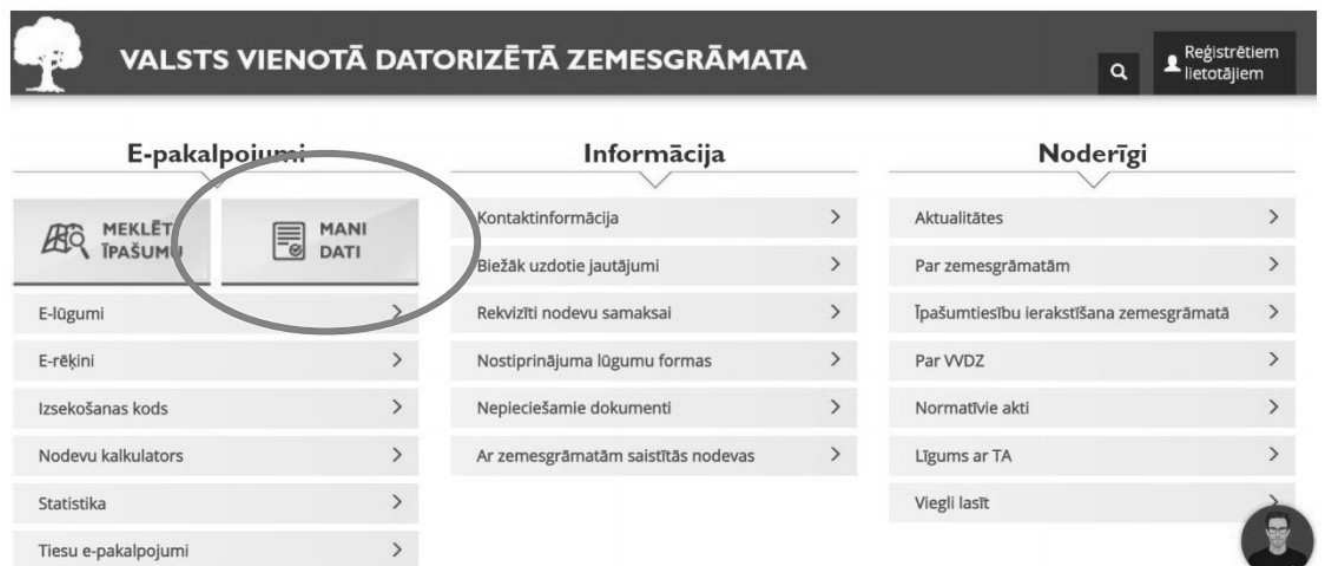 VALSTS VIENOTĀ DATORIZĒTĀ ZEMESGRĀMATA
Reģistrētiem
lietotājiem
E-pakalpojumi
MEKLĒT
ĪPAŠUMU
MANI
DATI
E-lūgumi
E-rēķini
Izsekošanas kods
Nodevu kalkulators
Statistika
Tiesu e-pakalpojumi
Informācija
Kontaktinformācija
Biežāk uzdotie jautājumi
Rekvizīti nodevu samaksai
Nostiprinājuma lūgumu formas
Nepieciešamie dokumenti
Ar zemesgrāmatām saistītās nodevas
Noderīgi
Aktualitātes
Par zemesgrāmatām
Īpašumtiesību ierakstīšana zemesgrāmatā
Par VVDZ
Normatīvie akti
Līgums ar TA
Viegli lasīt